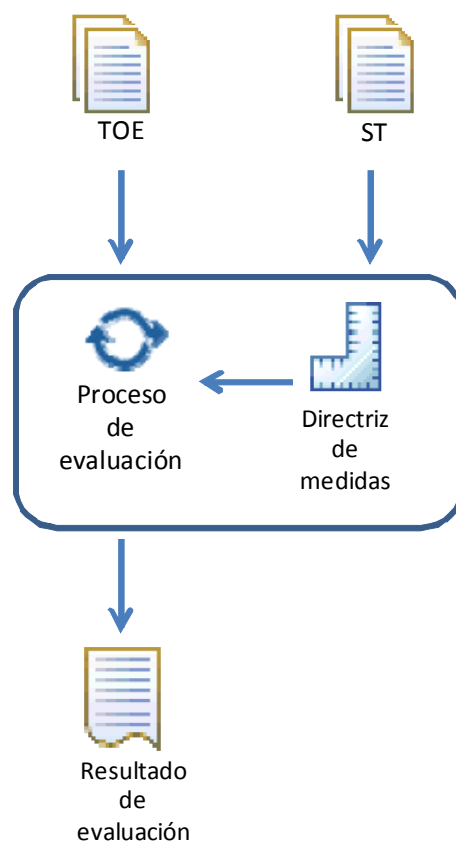 TOE
ST
Proceso
de
evaluación
Directriz
de
medidas
Resultado
de
evaluación